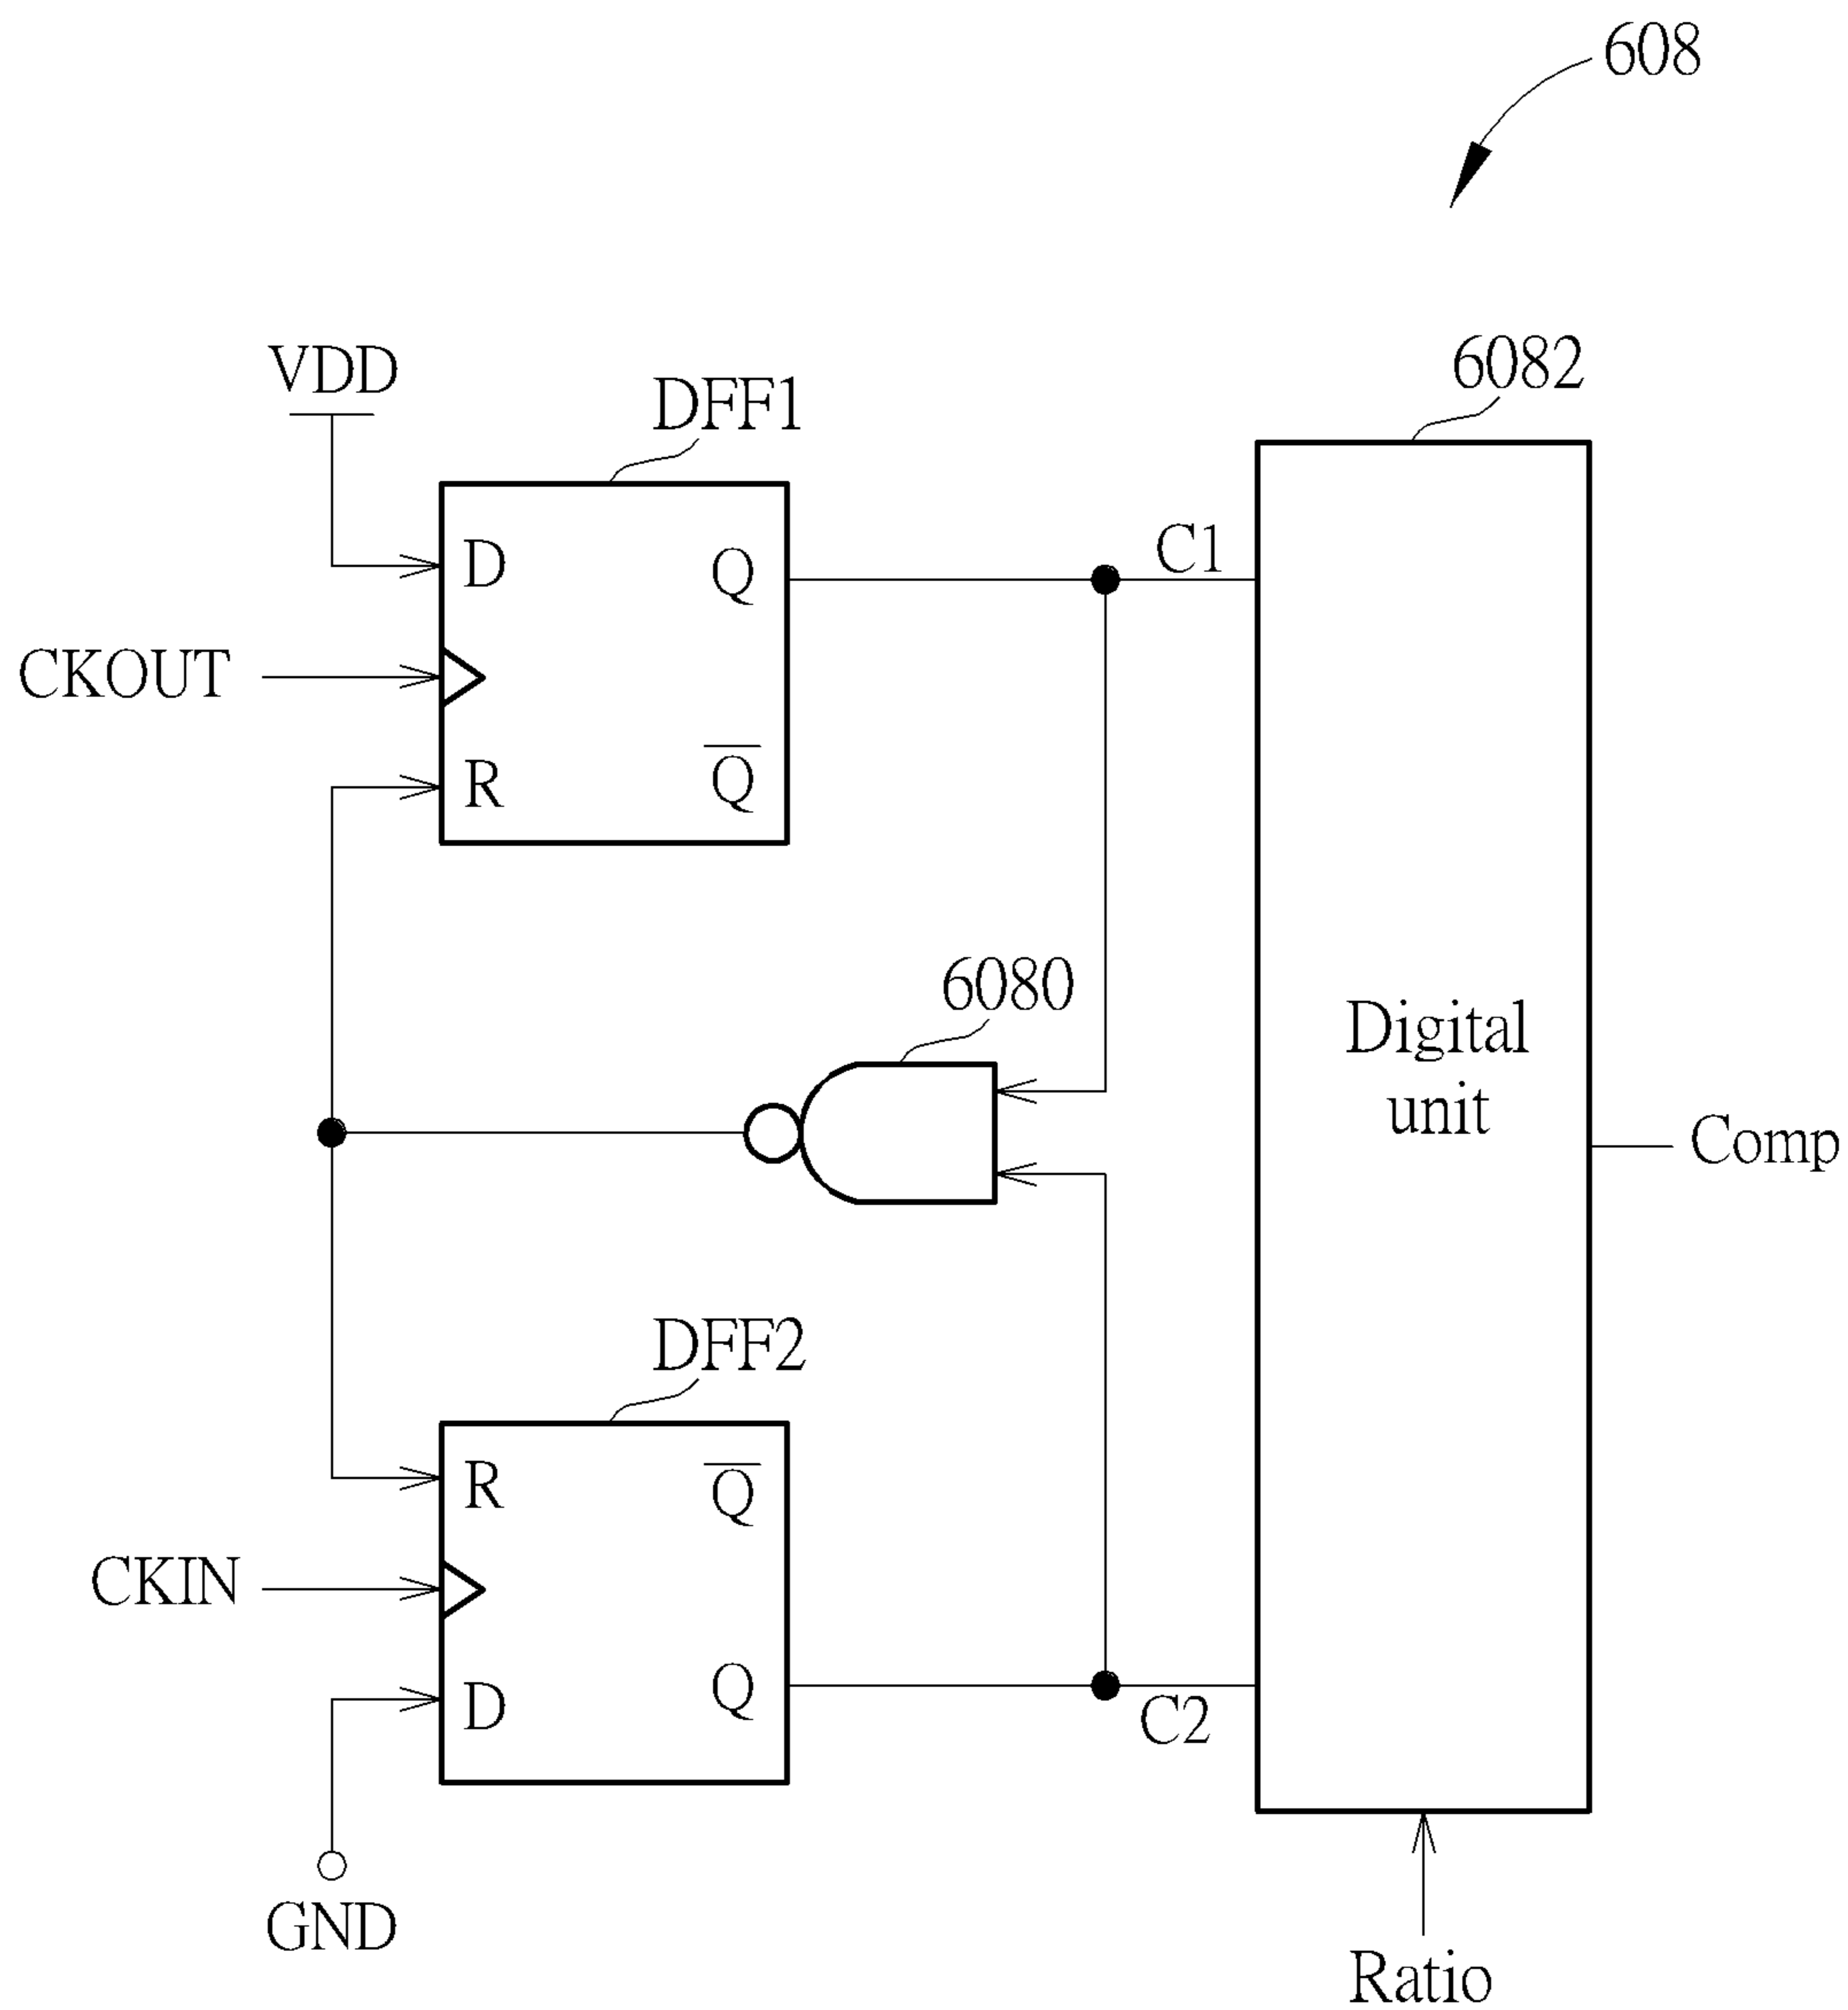 608
VDD
DFF1
6082
D
Q
C1
CKOUT
R
Q
6080
Digital
unit
Comp
DFF2
R
Q
CKIN
D
Q
C2
GND
Ratio